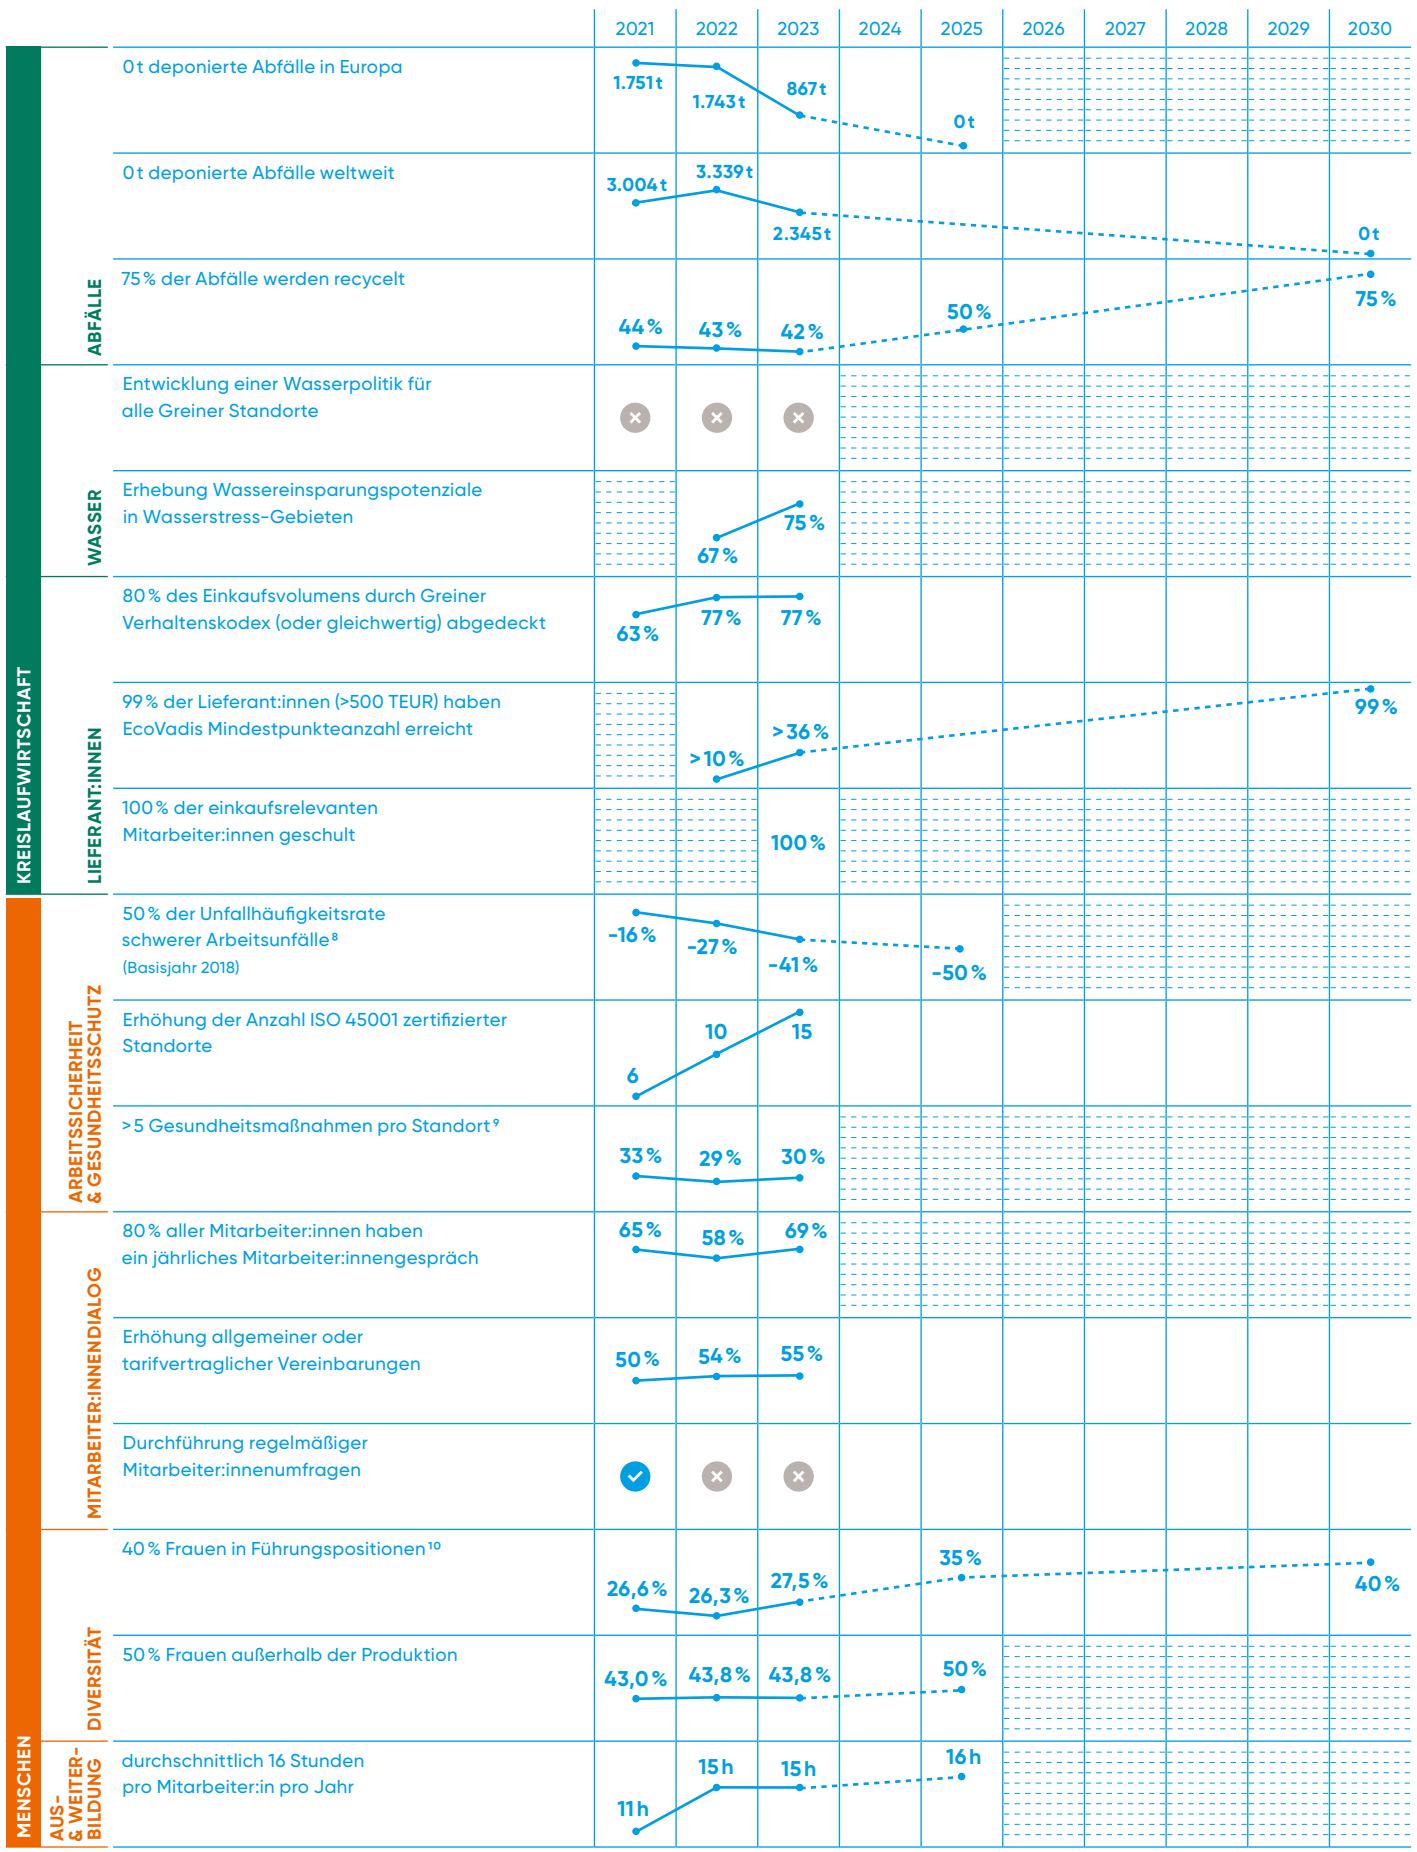 2021 2022 2023 2024 2025 2026 2027 2028 2029 2030
KREISLAUFWIRTSCHAFT
ABFÄLLE
0 t deponierte Abfälle in Europa
1.751 t 1.743 t 867 t 0 t
0 t deponierte Abfälle weltweit
3.004 t 3.339 t 2.345 t 0 t
75 % der Abfälle werden recycelt
44 % 43 % 42 % 50 % 75 %
WASSER
Entwicklung einer Wasserpolitik für
alle Greiner Standorte
Erhebung Wassereinsparungspotenziale
in Wasserstress-Gebieten
67 % 75 %
LIEFERANT:INNEN
80 % des Einkaufsvolumens durch Greiner
Verhaltenskodex (oder gleichwertig) abgedeckt
63 % 77 % 77 %
99 % der Lieferant:innen (>500 TEUR) haben
EcoVadis Mindestpunkteanzahl erreicht
>10 % >36 % 99 %
100 % der einkaufsrelevanten
Mitarbeiter:innen geschult
100 %
MENSCHEN
ARBEITSSICHERHEIT
& GESUNDHEITSSCHUTZ
50 % der Unfallhäufigkeitsrate
schwerer Arbeitsunfälle⁸
(Basisjahr 2018)
-16 % -27 % -41 % -50 %
Erhöhung der Anzahl ISO 45001 zertifizierter
Standorte
6 10 15
>5 Gesundheitsmaßnahmen pro Standort⁹
33 % 29 % 30 %
MITARBEITER:INNENDIALOG
80 % aller Mitarbeiter:innen haben
ein jährliches Mitarbeiter:innengespräch
65 % 58 % 69 %
Erhöhung allgemeiner oder
tarifvertraglicher Vereinbarungen
50 % 54 % 55 %
Durchführung regelmäßiger
Mitarbeiter:innenumfragen
DIVERSITÄT
40 % Frauen in Führungspositionen¹⁰
26,6 % 26,3 % 27,5 % 35 % 40 %
50 % Frauen außerhalb der Produktion
43,0 % 43,8 % 43,8 % 50 %
AUS-
& WEITER-
BILDUNG
durchschnittlich 16 Stunden
pro Mitarbeiter:in pro Jahr
11 h 15 h 15 h 16 h